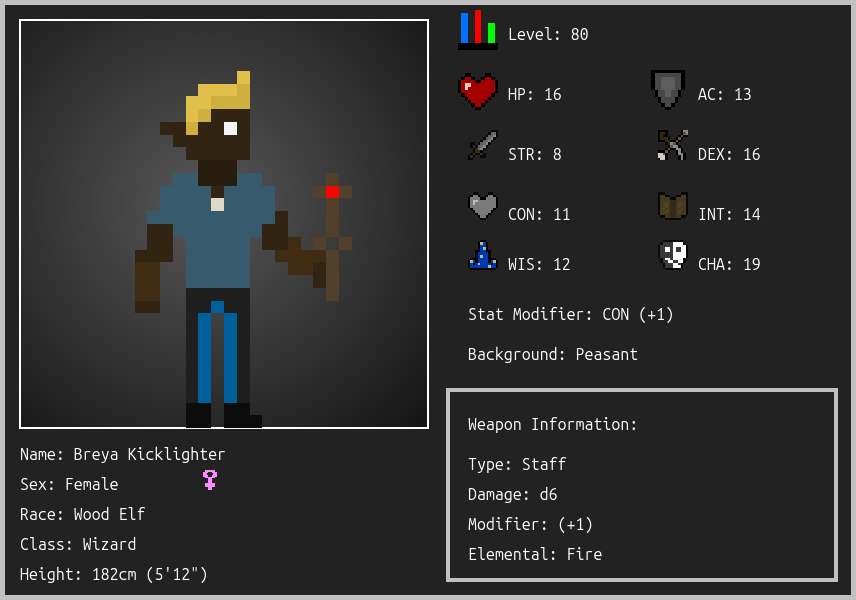 Level: 80
HP: 16
AC: 13
STR: 8
DEX: 16
CON: 11
INT: 14
WIS: 12
CHA: 19
Stat Modifier: CON (+1)
Background: Peasant
Weapon Information:
Type: Staff
Damage: d6
Modifier: (+1)
Elemental: Fire
Name: Breya Kicklighter
Sex: Female
Race: Wood Elf
Class: Wizard
Height: 182cm (5'12")